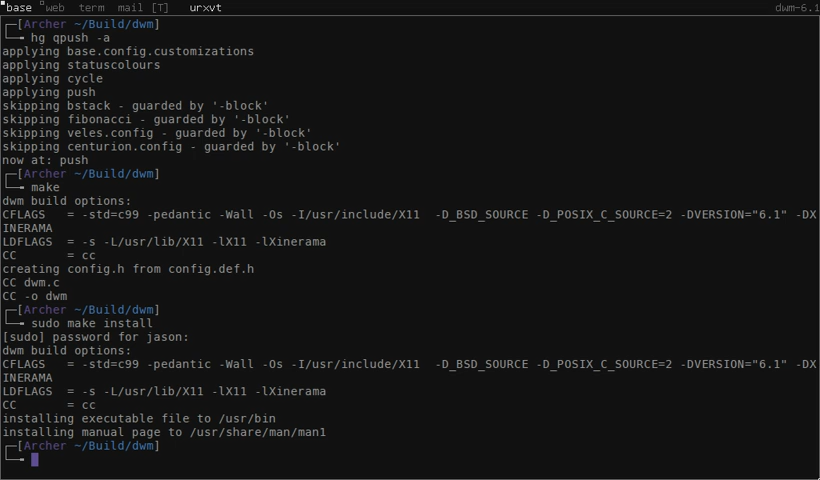 base web term mail [T] urxvt dwm-6.1
┌─[Archer ~/Build/dwm]
└─╼ hg qpush -a
applying base.config.customizations
applying statuscolours
applying cycle
applying push
skipping bstack - guarded by '-block'
skipping fibonacci - guarded by '-block'
skipping veles.config - guarded by '-block'
skipping centurion.config - guarded by '-block'
now at: push
┌─[Archer ~/Build/dwm]
└─╼ make
dwm build options:
CFLAGS   = -std=c99 -pedantic -Wall -Os -I/usr/include/X11  -D_BSD_SOURCE -D_POSIX_C_SOURCE=2 -DVERSION="6.1" -DX
INERAMA
LDFLAGS  = -s -L/usr/lib/X11 -lX11 -lXinerama
CC       = cc
creating config.h from config.def.h
CC dwm.c
CC -o dwm
┌─[Archer ~/Build/dwm]
└─╼ sudo make install
[sudo] password for jason:
dwm build options:
CFLAGS   = -std=c99 -pedantic -Wall -Os -I/usr/include/X11  -D_BSD_SOURCE -D_POSIX_C_SOURCE=2 -DVERSION="6.1" -DX
INERAMA
LDFLAGS  = -s -L/usr/lib/X11 -lX11 -lXinerama
CC       = cc
installing executable file to /usr/bin
installing manual page to /usr/share/man/man1
┌─[Archer ~/Build/dwm]
└─╼